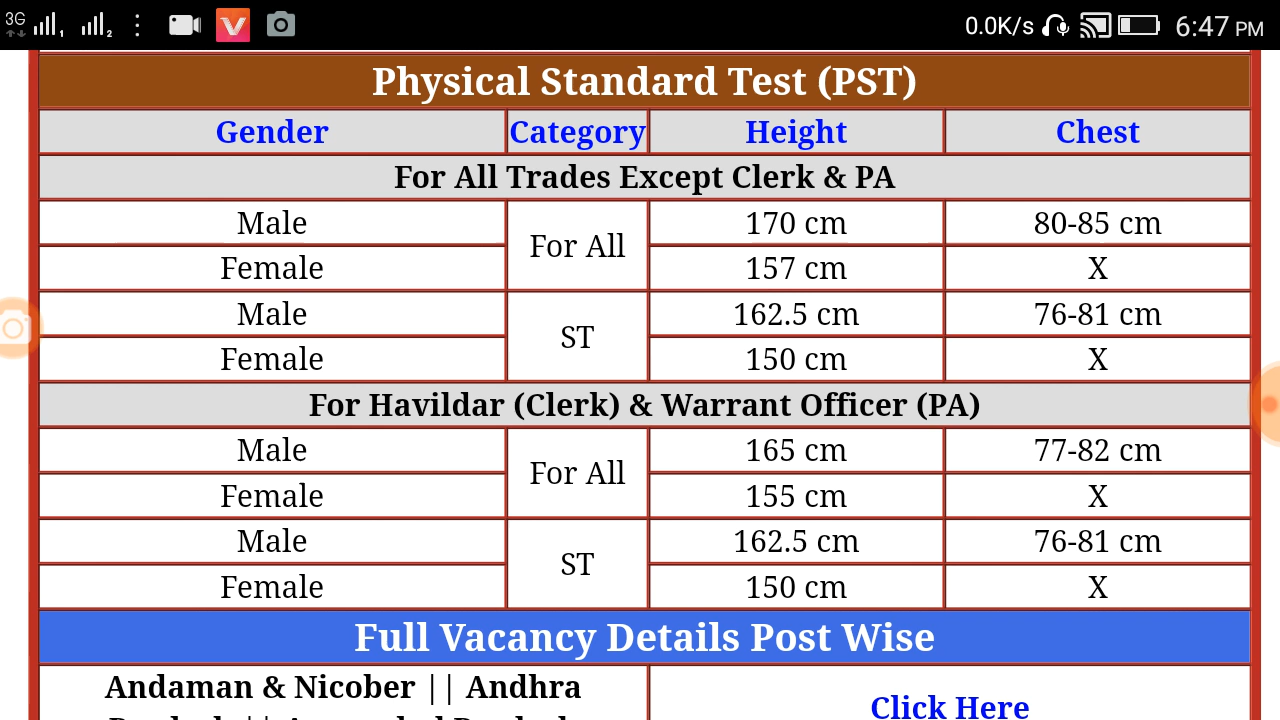 3G 1 2 0.0K/s 6:47 PM
Physical Standard Test (PST)
Gender Category Height Chest
For All Trades Except Clerk & PA
Male For All 170 cm 80-85 cm
Female 157 cm X
Male ST 162.5 cm 76-81 cm
Female 150 cm X
For Havildar (Clerk) & Warrant Officer (PA)
Male For All 165 cm 77-82 cm
Female 155 cm X
Male ST 162.5 cm 76-81 cm
Female 150 cm X
Full Vacancy Details Post Wise
Andaman & Nicober || Andhra
Click Here